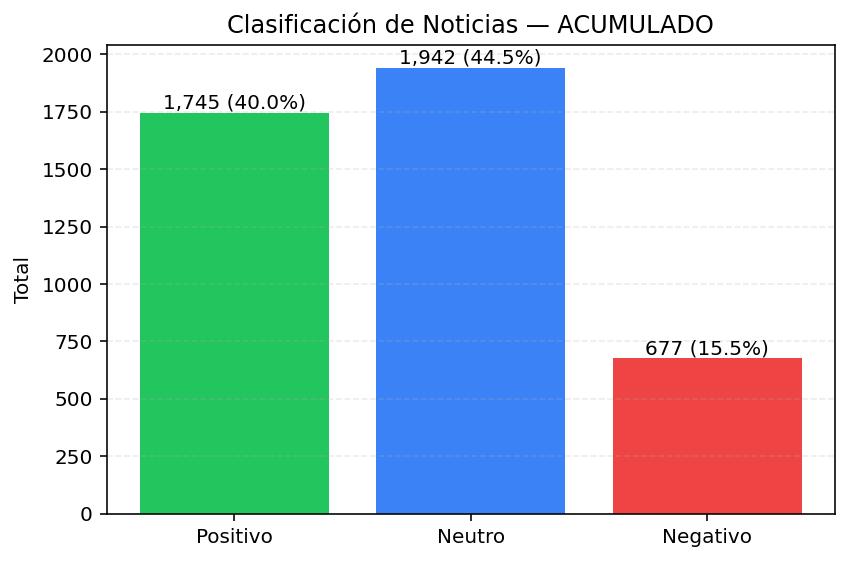 Clasificación de Noticias — ACUMULADO
Total
2000
1750
1500
1250
1000
750
500
250
0
1,745 (40.0%)
1,942 (44.5%)
677 (15.5%)
Positivo
Neutro
Negativo